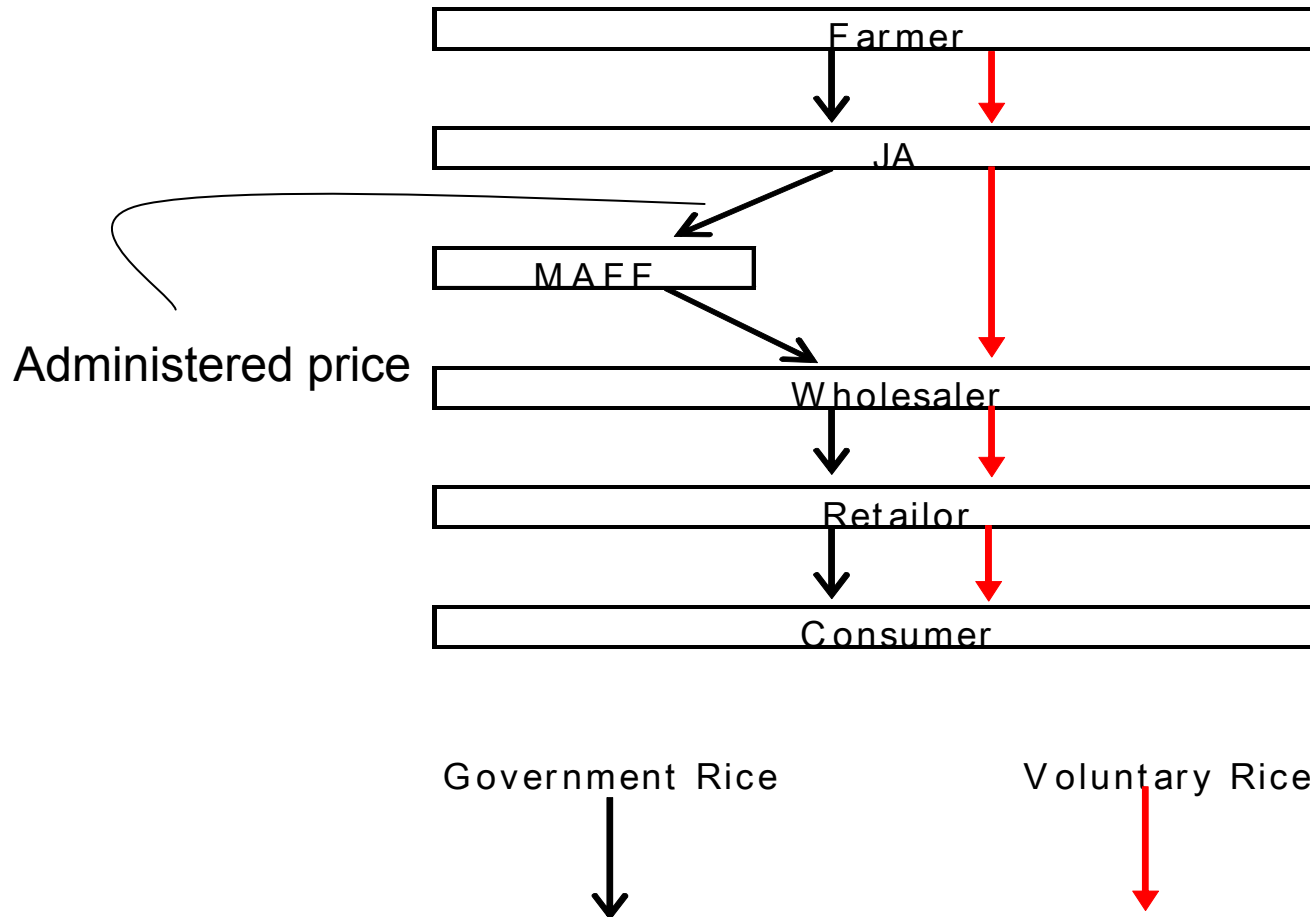 Farmer
JA
MAFF
Administered price
Wholesaler
Retailor
Consumer
Government Rice
Voluntary Rice